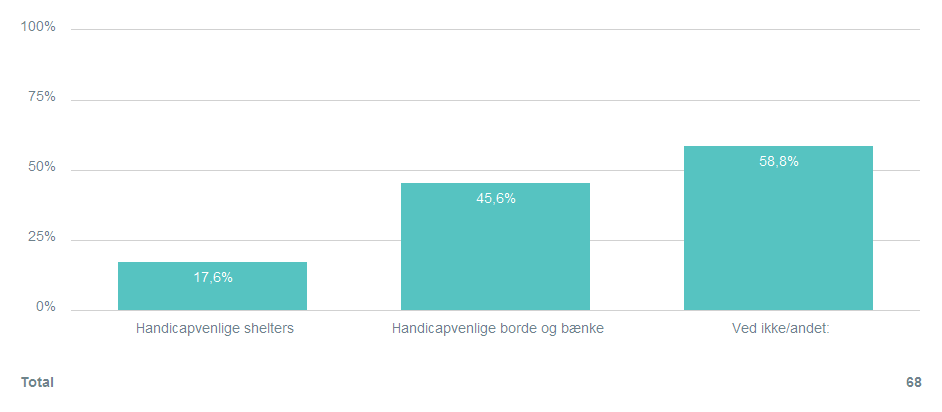 100%
75%
50%
25%
0%
17,6%
45,6%
58,8%
Handicapvenlige shelters
Handicapvenlige borde og bænke
Ved ikke/andet:
Total 68